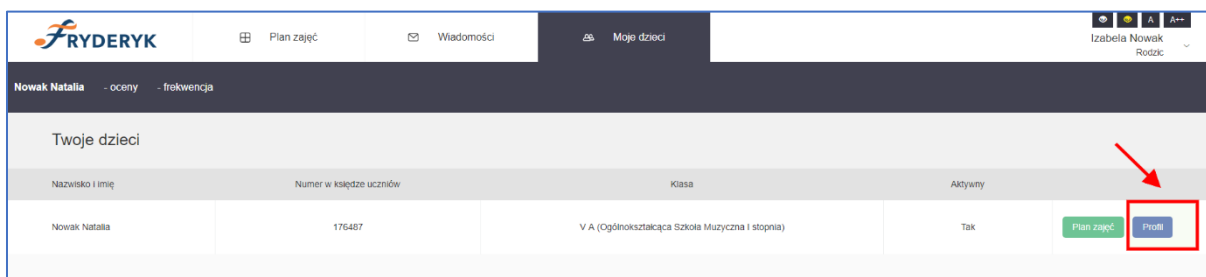 FRYDERYK
Plan zajęć
Wiadomości
Moje dzieci
A A++
Izabela Nowak
Rodzic
Nowak Natalia - oceny - frekwencja
Twoje dzieci
Nazwisko i imię Numer w księdze uczniów Klasa Aktywny
Nowak Natalia 176487 V A (Ogólnokształcąca Szkoła Muzyczna I stopnia) Tak Plan zajęć Profil